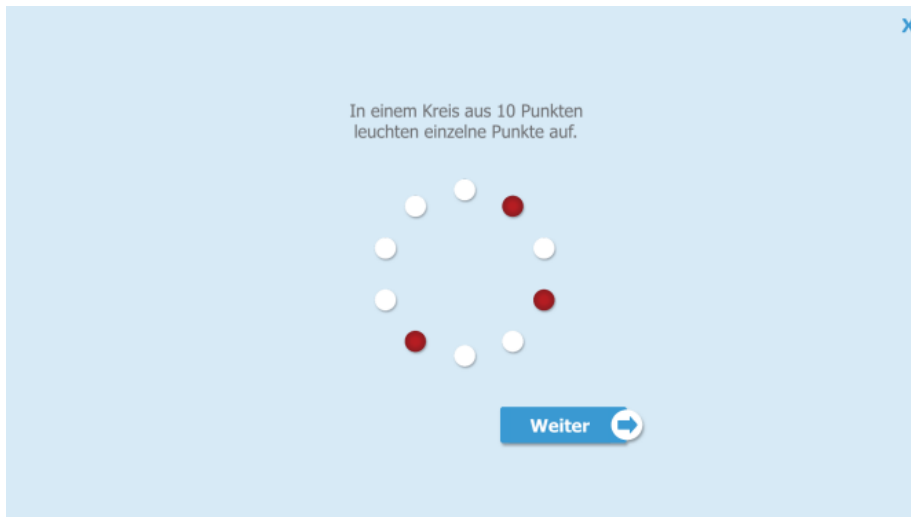 X
In einem Kreis aus 10 Punkten
leuchten einzelne Punkte auf.
Weiter